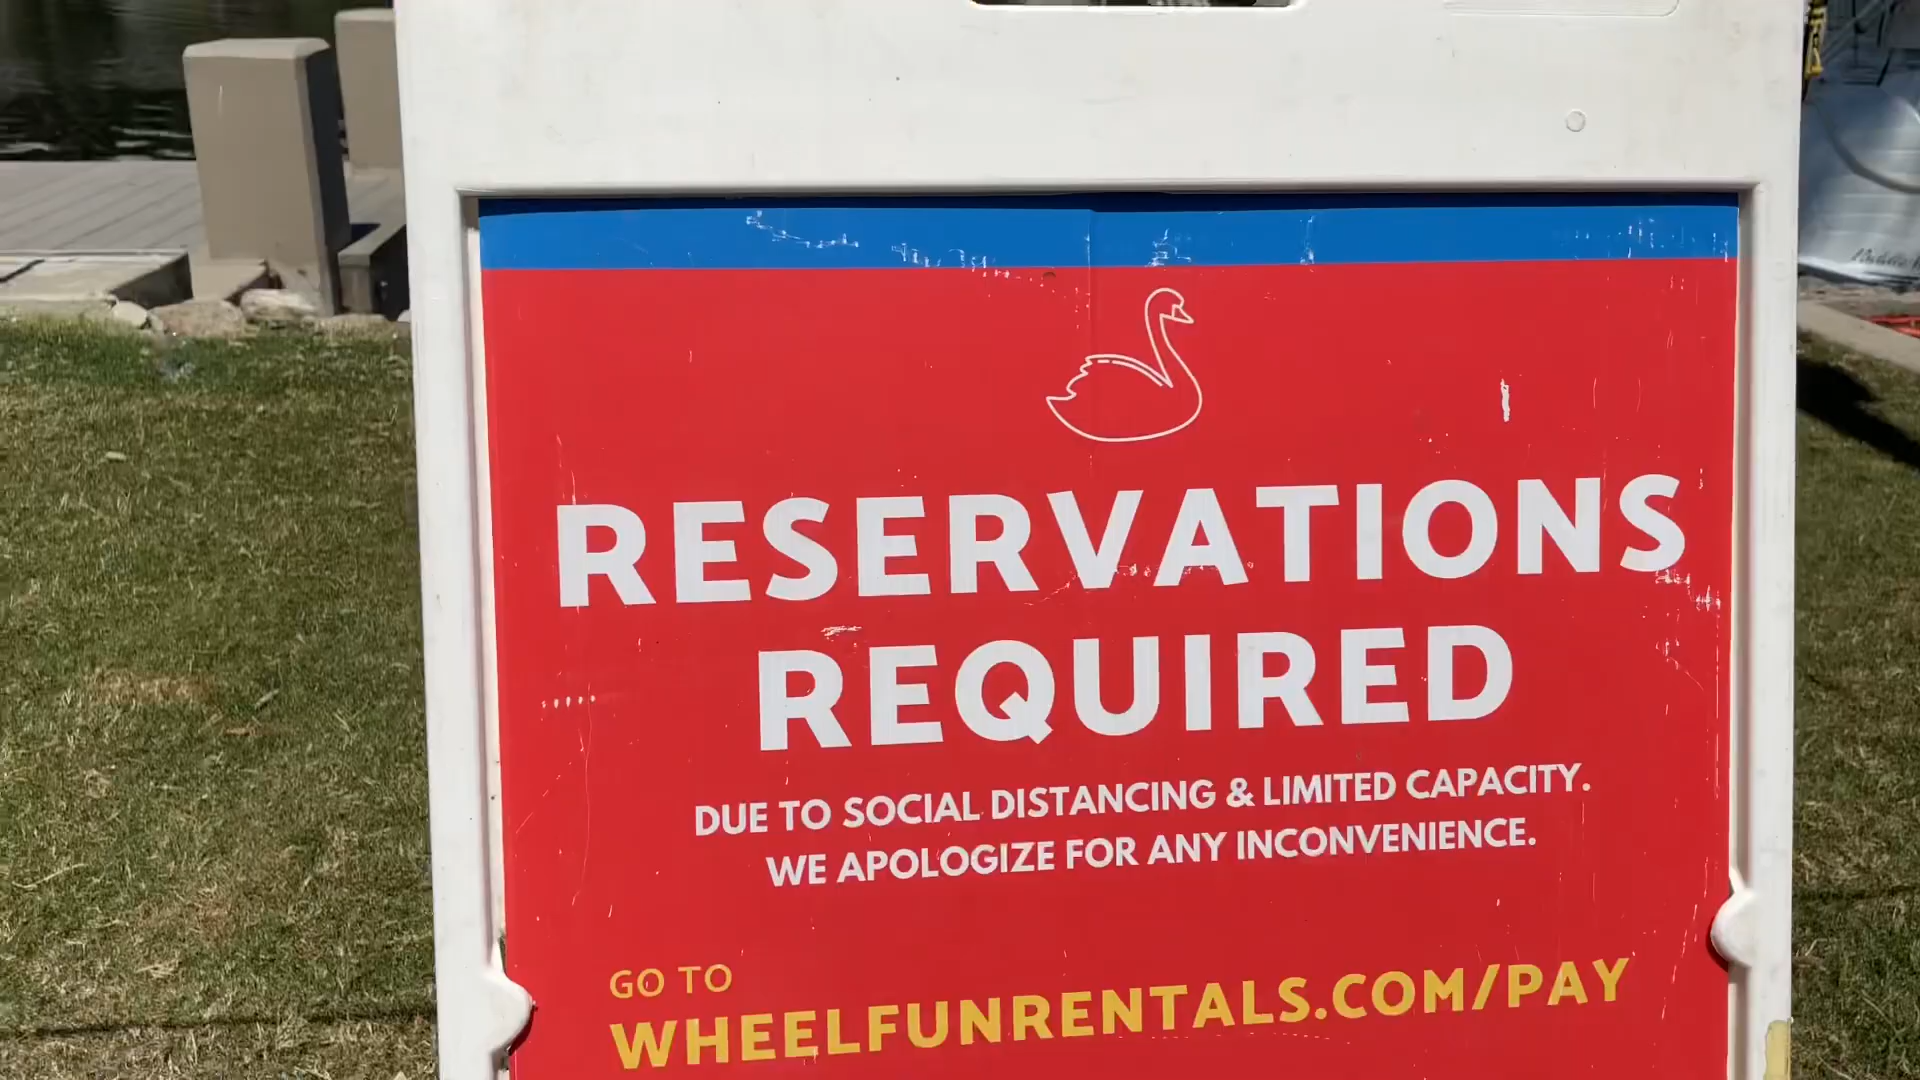 RESERVATIONS
REQUIRED
DUE TO SOCIAL DISTANCING & LIMITED CAPACITY.
WE APOLOGIZE FOR ANY INCONVENIENCE.
GO TO
WHEELFUNRENTALS.COM/PAY